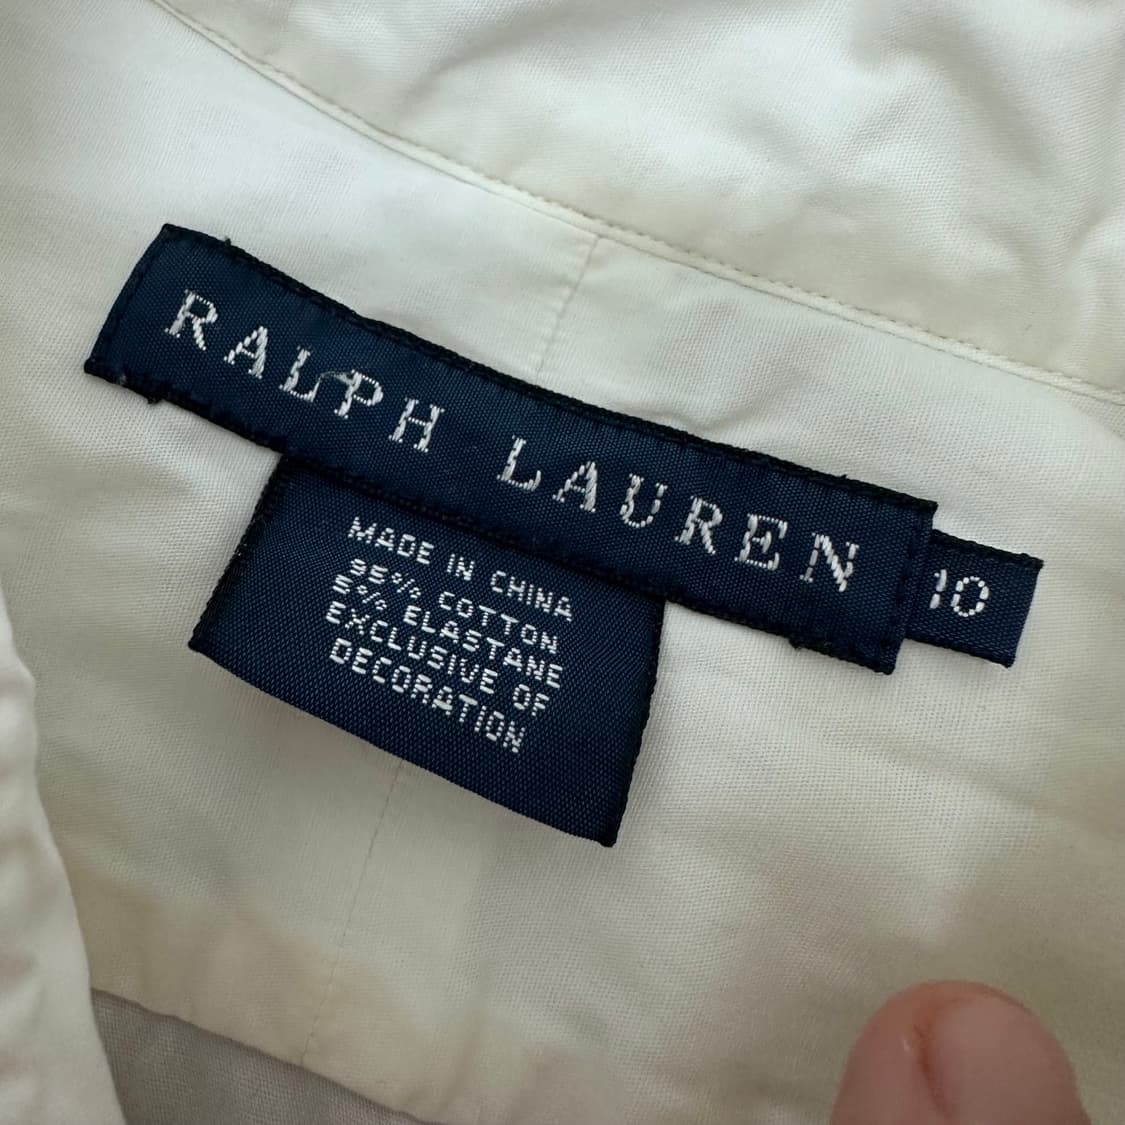 RALPH LAUREN
10
MADE IN CHINA
95% COTTON
5% ELASTANE
EXCLUSIVE OF
DECORATION